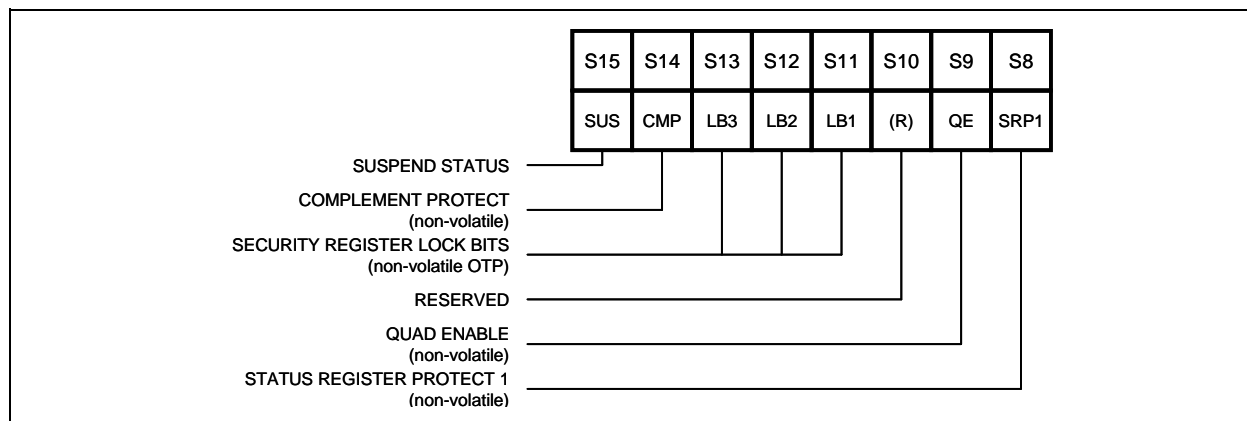 S15 S14 S13 S12 S11 S10 S9 S8
SUS CMP LB3 LB2 LB1 (R) QE SRP1
SUSPEND STATUS
COMPLEMENT PROTECT
(non-volatile)
SECURITY REGISTER LOCK BITS
(non-volatile OTP)
RESERVED
QUAD ENABLE
(non-volatile)
STATUS REGISTER PROTECT 1
(non-volatile)